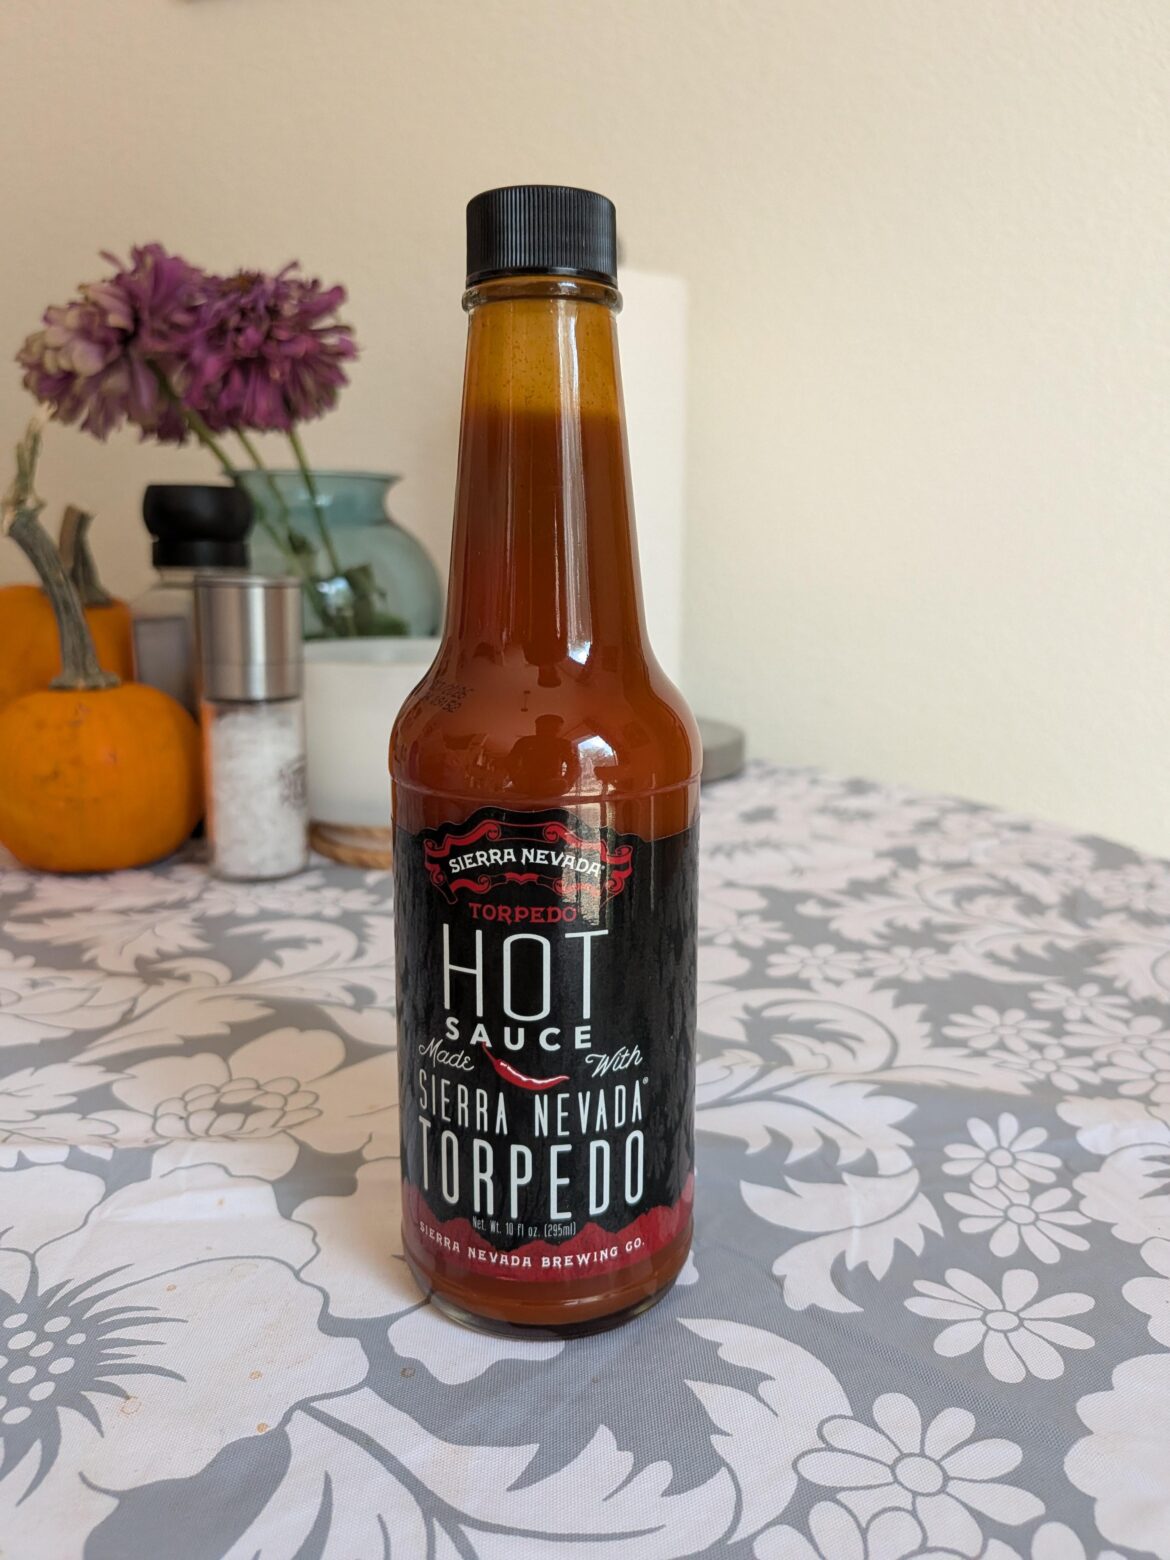 SIERRA NEVADA
TORPEDO
HOT
SAUCE
Made With
SIERRA NEVADA®
TORPEDO
Net. Wt. 10 fl oz. (295ml)
SIERRA NEVADA BREWING CO.